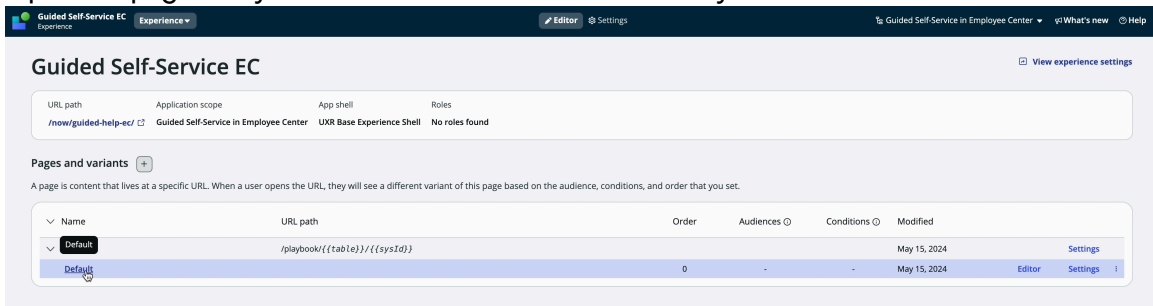 Guided Self-Service EC
Experience
Experience
Editor
Settings
Guided Self-Service in Employee Center
What's new
Help
Guided Self-Service EC
View experience settings
URL path Application scope App shell Roles
/now/guided-help-ec/ Guided Self-Service in Employee Center UXR Base Experience Shell No roles found
Pages and variants +
A page is content that lives at a specific URL. When a user opens the URL, they will see a different variant of this page based on the audience, conditions, and order that you set.
Name URL path Order Audiences Conditions Modified
Default /playbook/{{table}}/{{sysId}} May 15, 2024 Settings
Default 0 - - May 15, 2024 Editor Settings